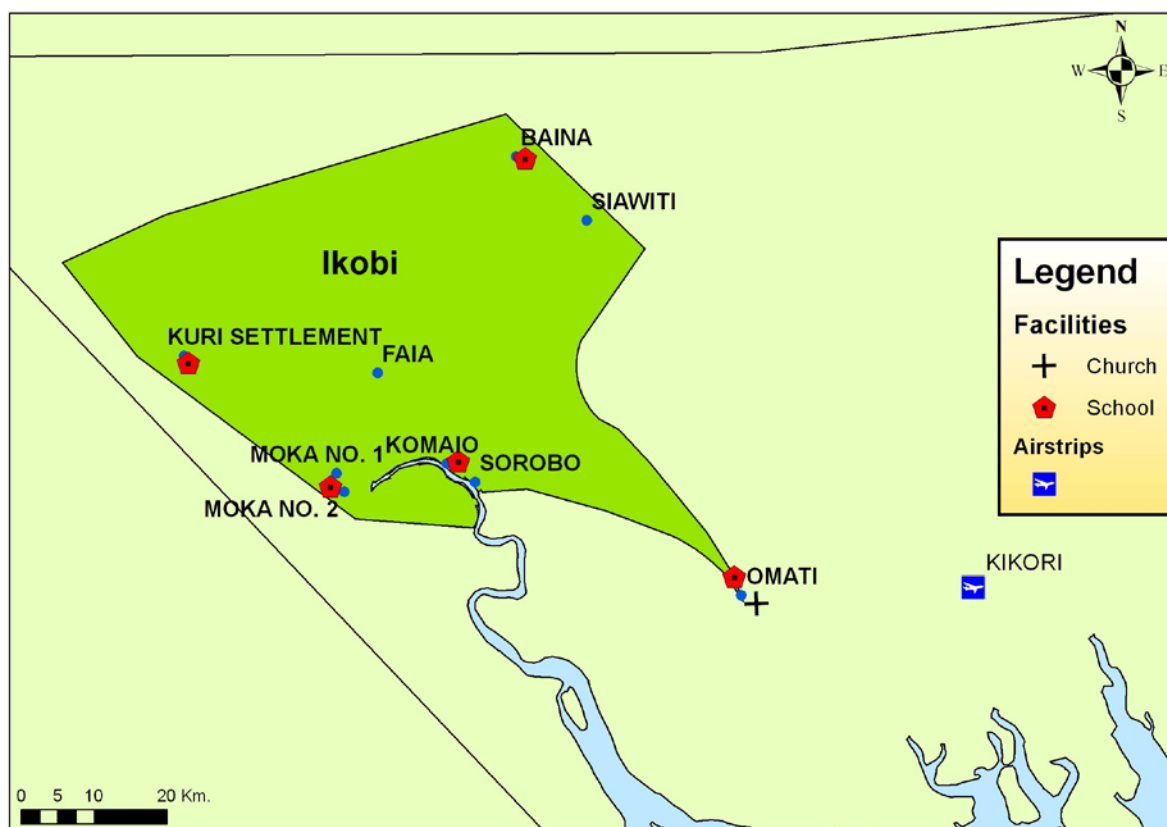 N
W E
S
BAINA
SIAWITI
Ikobi
Legend
Facilities
Church
School
Airstrips
KURI SETTLEMENT
FAIA
MOKA NO. 1
KOMAIO
SOROBO
MOKA NO. 2
OMATI
KIKORI
0 5 10 20 Km.